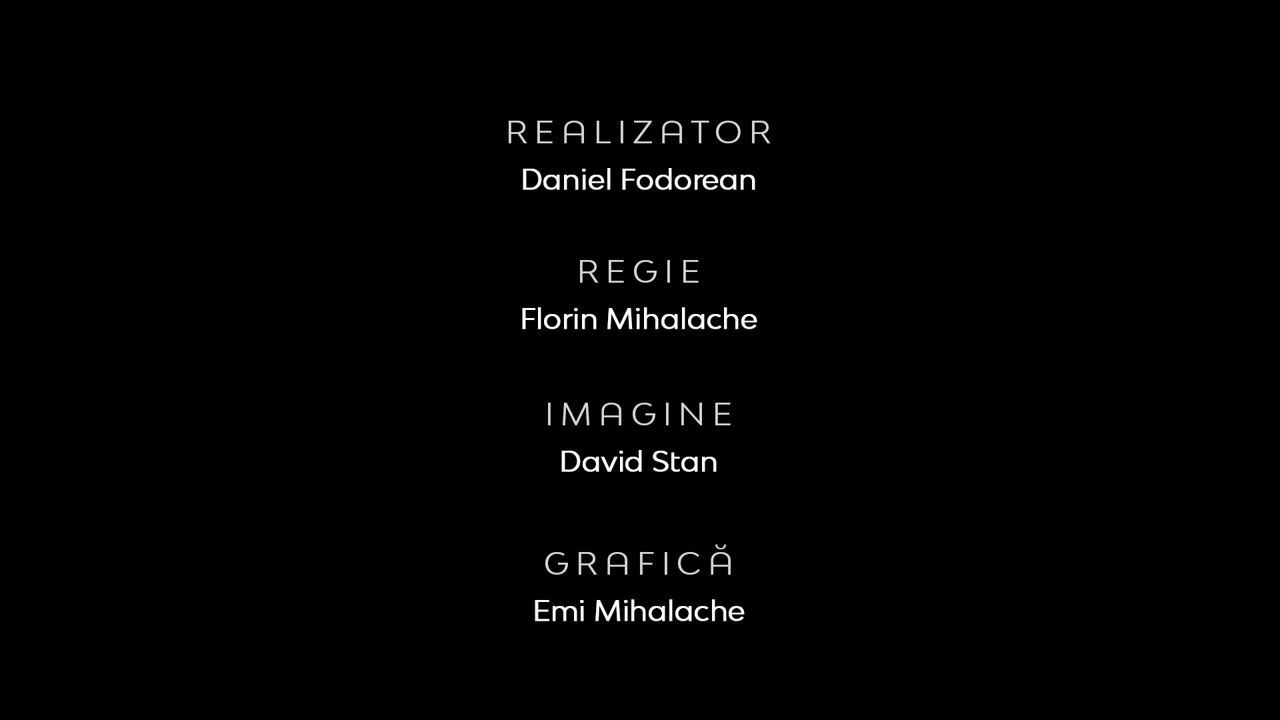 REALIZATOR
Daniel Fodorean
REGIE
Florin Mihalache
IMAGINE
David Stan
GRAFICĂ
Emi Mihalache